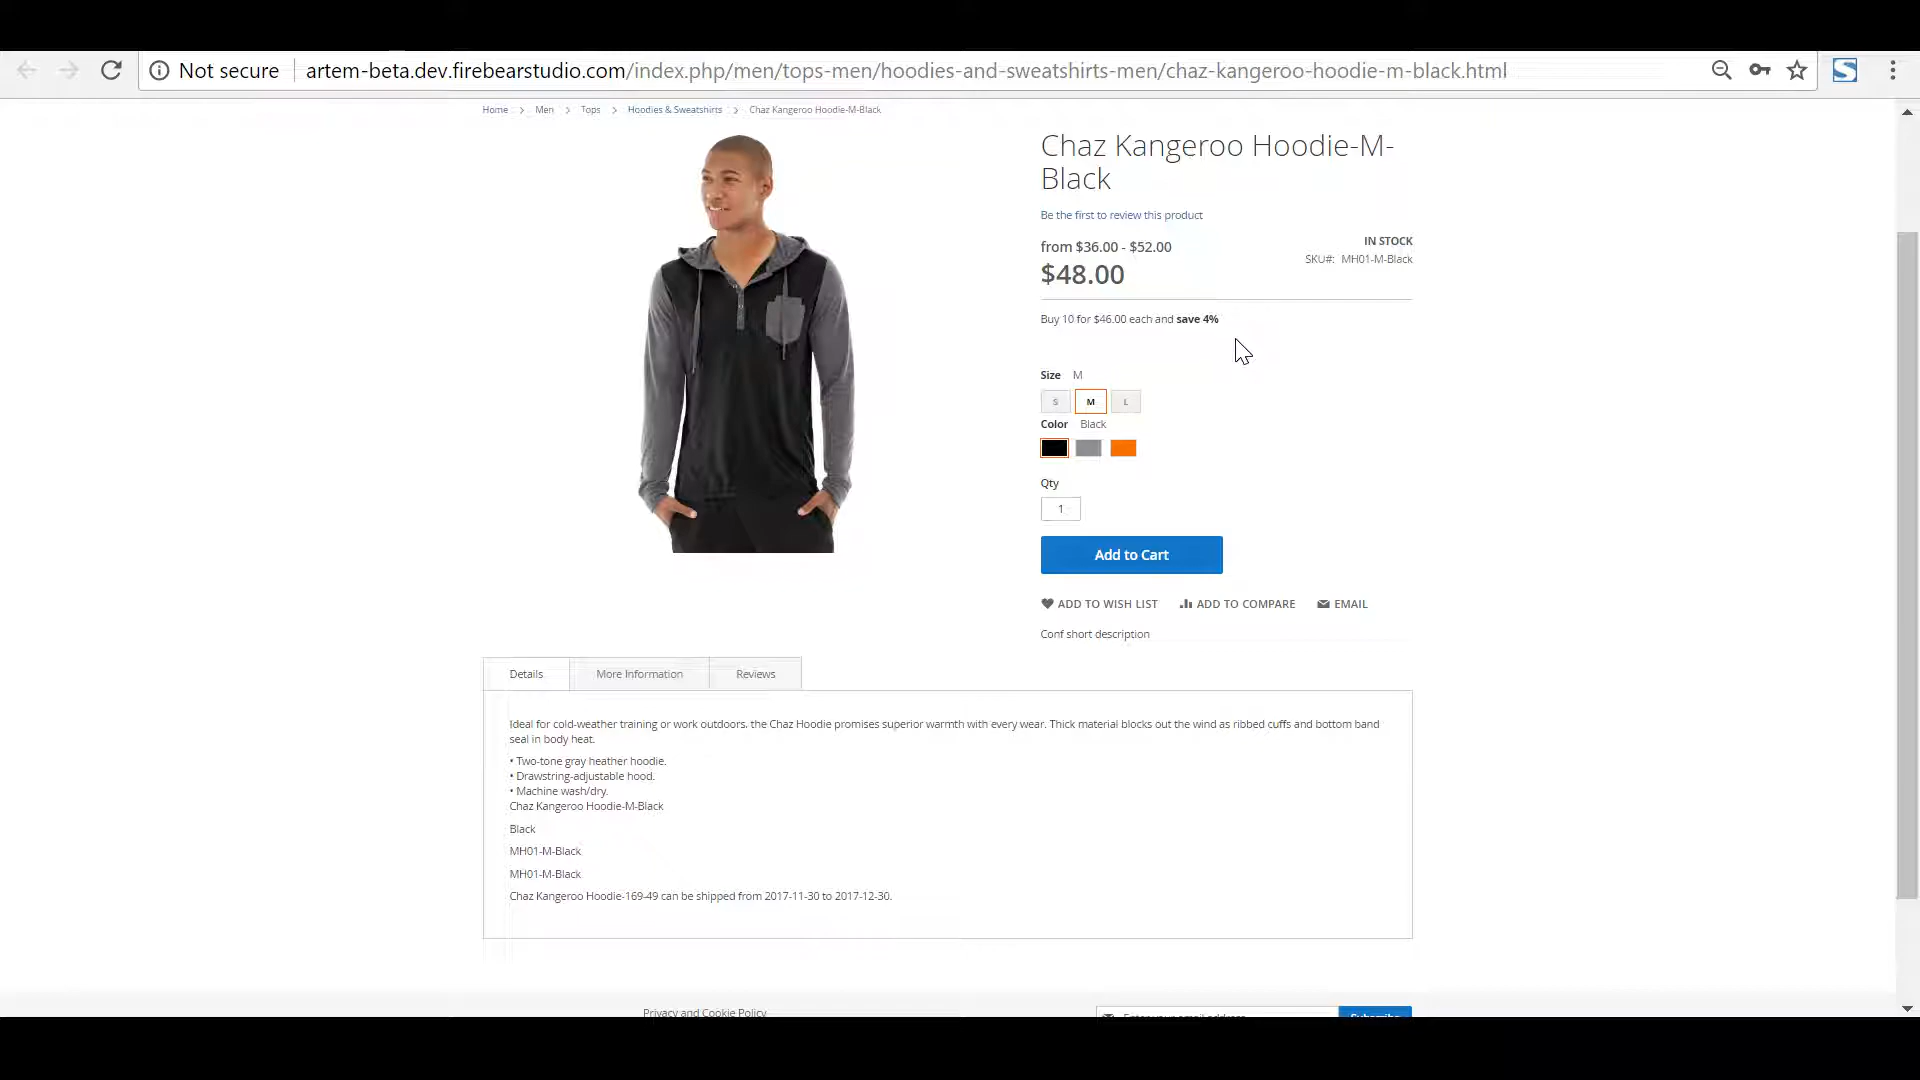 Not secure artem-beta.dev.firebearstudio.com/index.php/men/tops-men/hoodies-and-sweatshirts-men/chaz-kangeroo-hoodie-m-black.html
Home > Men > Tops > Hoodies & Sweatshirts > Chaz Kangeroo Hoodie-M-Black
Chaz Kangeroo Hoodie-M-
Black
Be the first to review this product
from $36.00 - $52.00
IN STOCK
$48.00
SKU#: MH01-M-Black
Buy 10 for $46.00 each and save 4%
Size M
S M L
Color Black
Qty
1
Add to Cart
ADD TO WISH LIST ADD TO COMPARE EMAIL
Conf short description
Details More Information Reviews
Ideal for cold-weather training or work outdoors, the Chaz Hoodie promises superior warmth with every wear. Thick material blocks out the wind as ribbed cuffs and bottom band
seal in body heat.
• Two-tone gray heather hoodie.
• Drawstring-adjustable hood.
• Machine wash/dry.
Chaz Kangeroo Hoodie-M-Black
Black
MH01-M-Black
MH01-M-Black
Chaz Kangeroo Hoodie-169-49 can be shipped from 2017-11-30 to 2017-12-30.
Privacy and Cookie Policy
Enter your email address
Subscribe